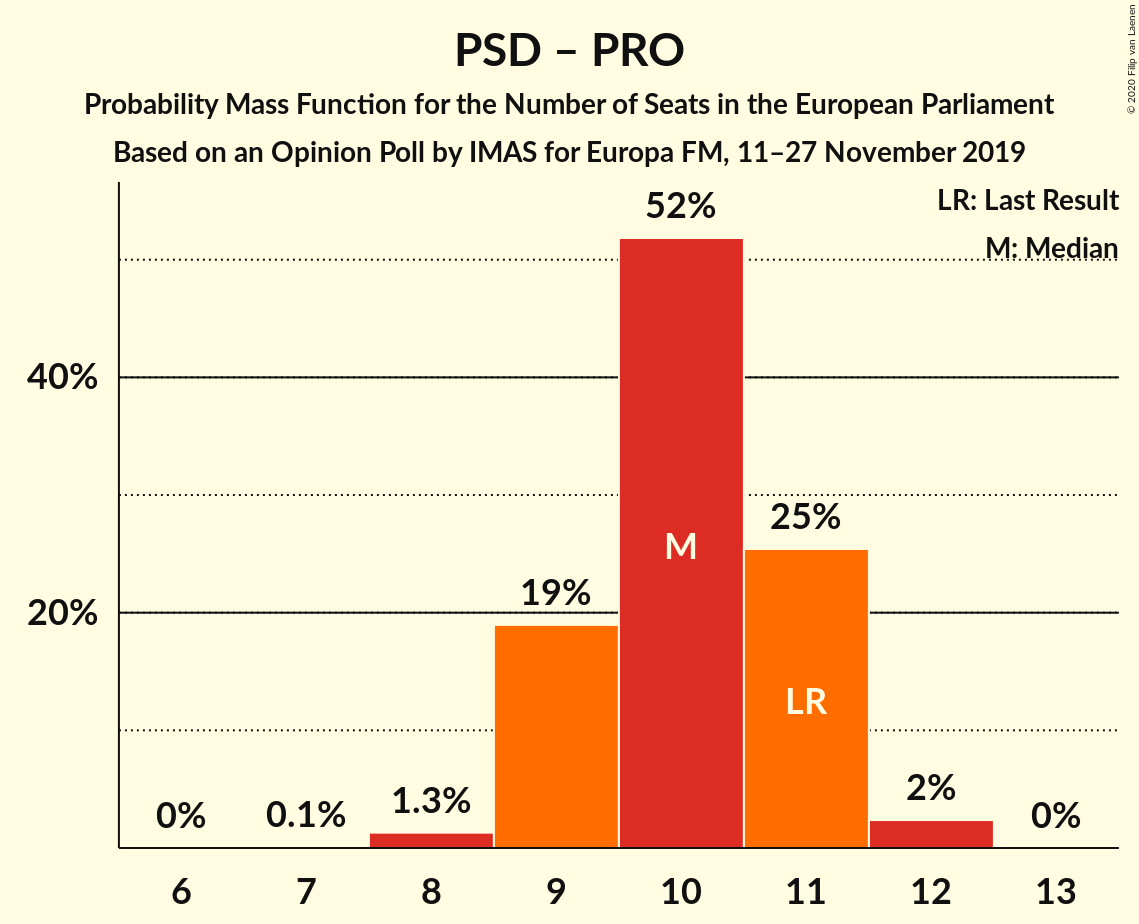 PSD – PRO
Probability Mass Function for the Number of Seats in the European Parliament
Based on an Opinion Poll by IMAS for Europa FM, 11–27 November 2019
© 2020 Filip van Laenen
LR: Last Result
M: Median
52%
40%
25%
M
19%
20%
LR
0%
0.1%
1.3%
2%
0%
6 7 8 9 10 11 12 13